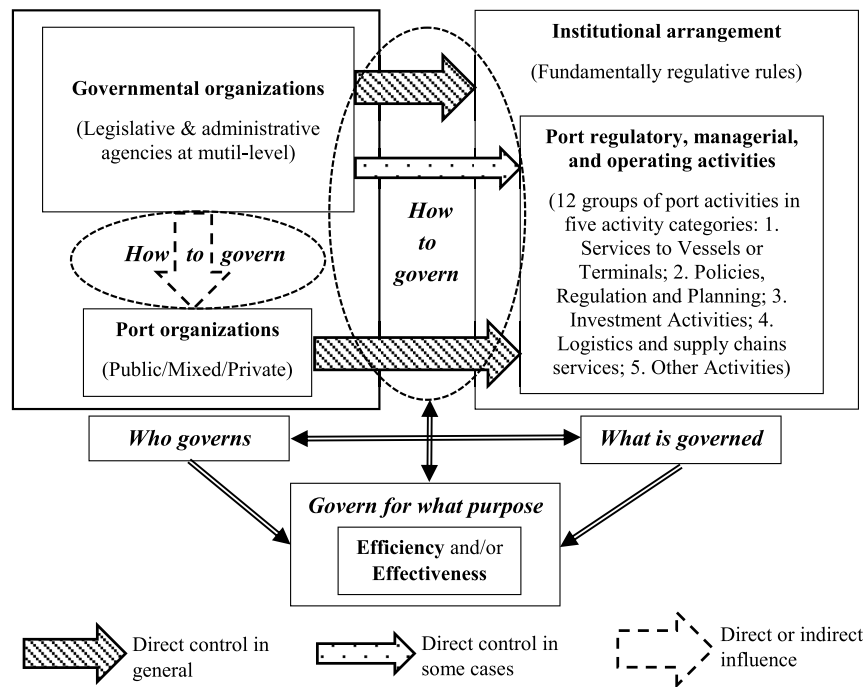 Governmental organizations
(Legislative & administrative
agencies at mutil-level)
How to govern
Port organizations
(Public/Mixed/Private)
How
to
govern
Institutional arrangement
(Fundamentally regulative rules)
Port regulatory, managerial,
and operating activities
(12 groups of port activities in
five activity categories: 1.
Services to Vessels or
Terminals; 2. Policies,
Regulation and Planning; 3.
Investment Activities; 4.
Logistics and supply chains
services; 5. Other Activities)
Who governs
What is governed
Govern for what purpose
Efficiency and/or
Effectiveness
Direct control in
general
Direct control in
some cases
Direct or indirect
influence